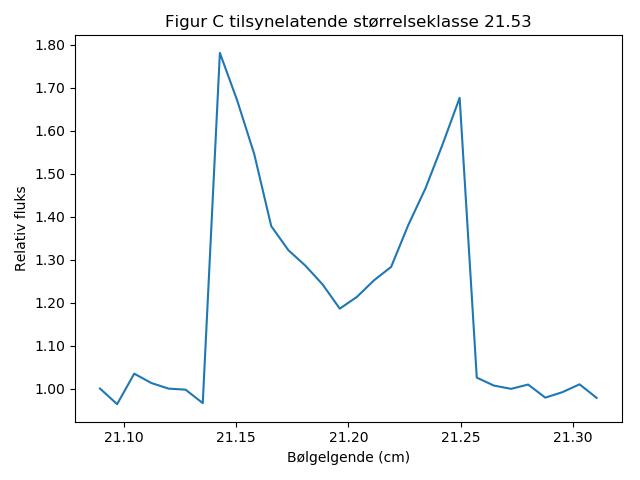 Figur C tilsynelatende størrelseklasse 21.53
1.80
1.70
1.60
1.50
1.40
1.30
1.20
1.10
1.00
Relativ fluks
21.10 21.15 21.20 21.25 21.30
Bølgelgende (cm)